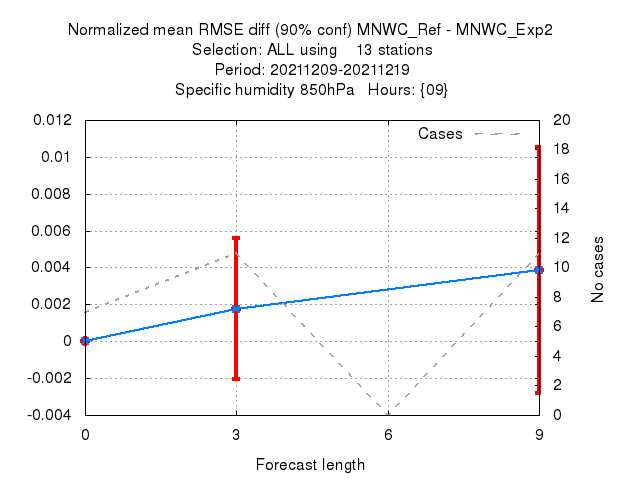 Normalized mean RMSE diff (90% conf) MNWC_Ref - MNWC_Exp2
Selection: ALL using    13 stations
Period: 20211209-20211219
Specific humidity 850hPa   Hours: {09}
Cases
0.012
0.01
0.008
0.006
0.004
0.002
0
-0.002
-0.004
20
18
16
14
12
10
8
6
4
2
0
No cases
0 3 6 9
Forecast length